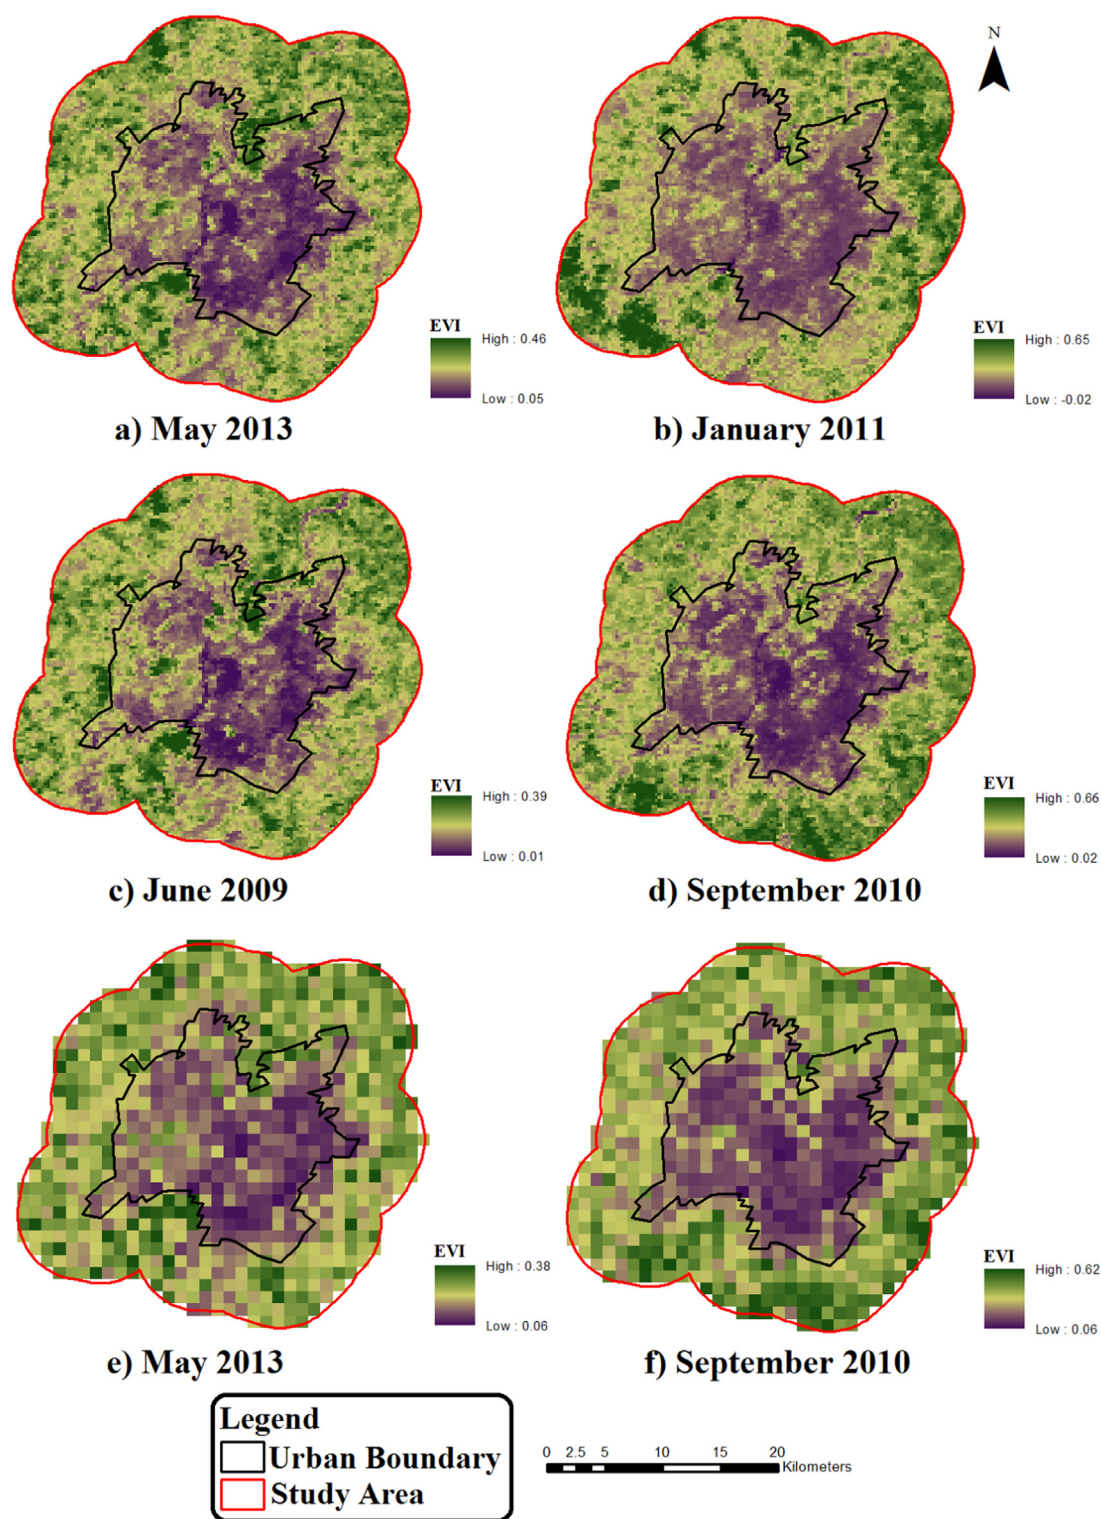 N
EVI
High : 0.46
Low : 0.05
EVI
High : 0.65
Low : -0.02
a) May 2013
b) January 2011
EVI
High : 0.39
Low : 0.01
EVI
High : 0.66
Low : 0.02
c) June 2009
d) September 2010
EVI
High : 0.38
Low : 0.06
EVI
High : 0.62
Low : 0.06
e) May 2013
f) September 2010
Legend
Urban Boundary
Study Area
0 2.5 5 10 15 20
Kilometers